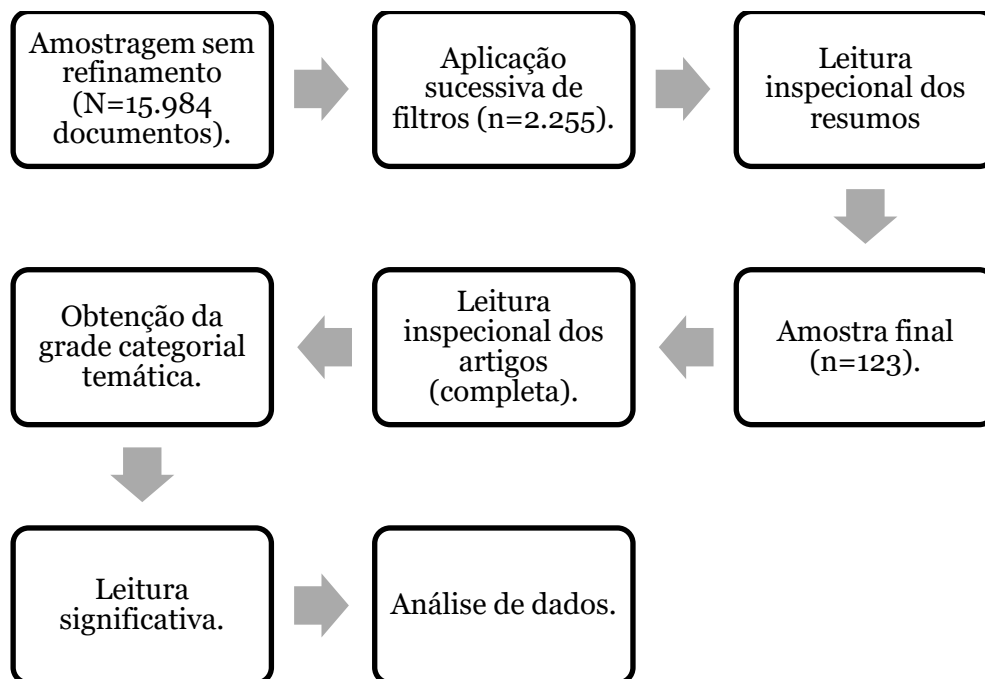 Amostragem sem
refinamento
(N=15.984
documentos).
Aplicação
sucessiva de
filtros (n=2.255).
Leitura
inspecional dos
resumos
Amostra final
(n=123).
Leitura
inspecional dos
artigos
(completa).
Obtenção da
grade categorial
temática.
Leitura
significativa.
Análise de dados.